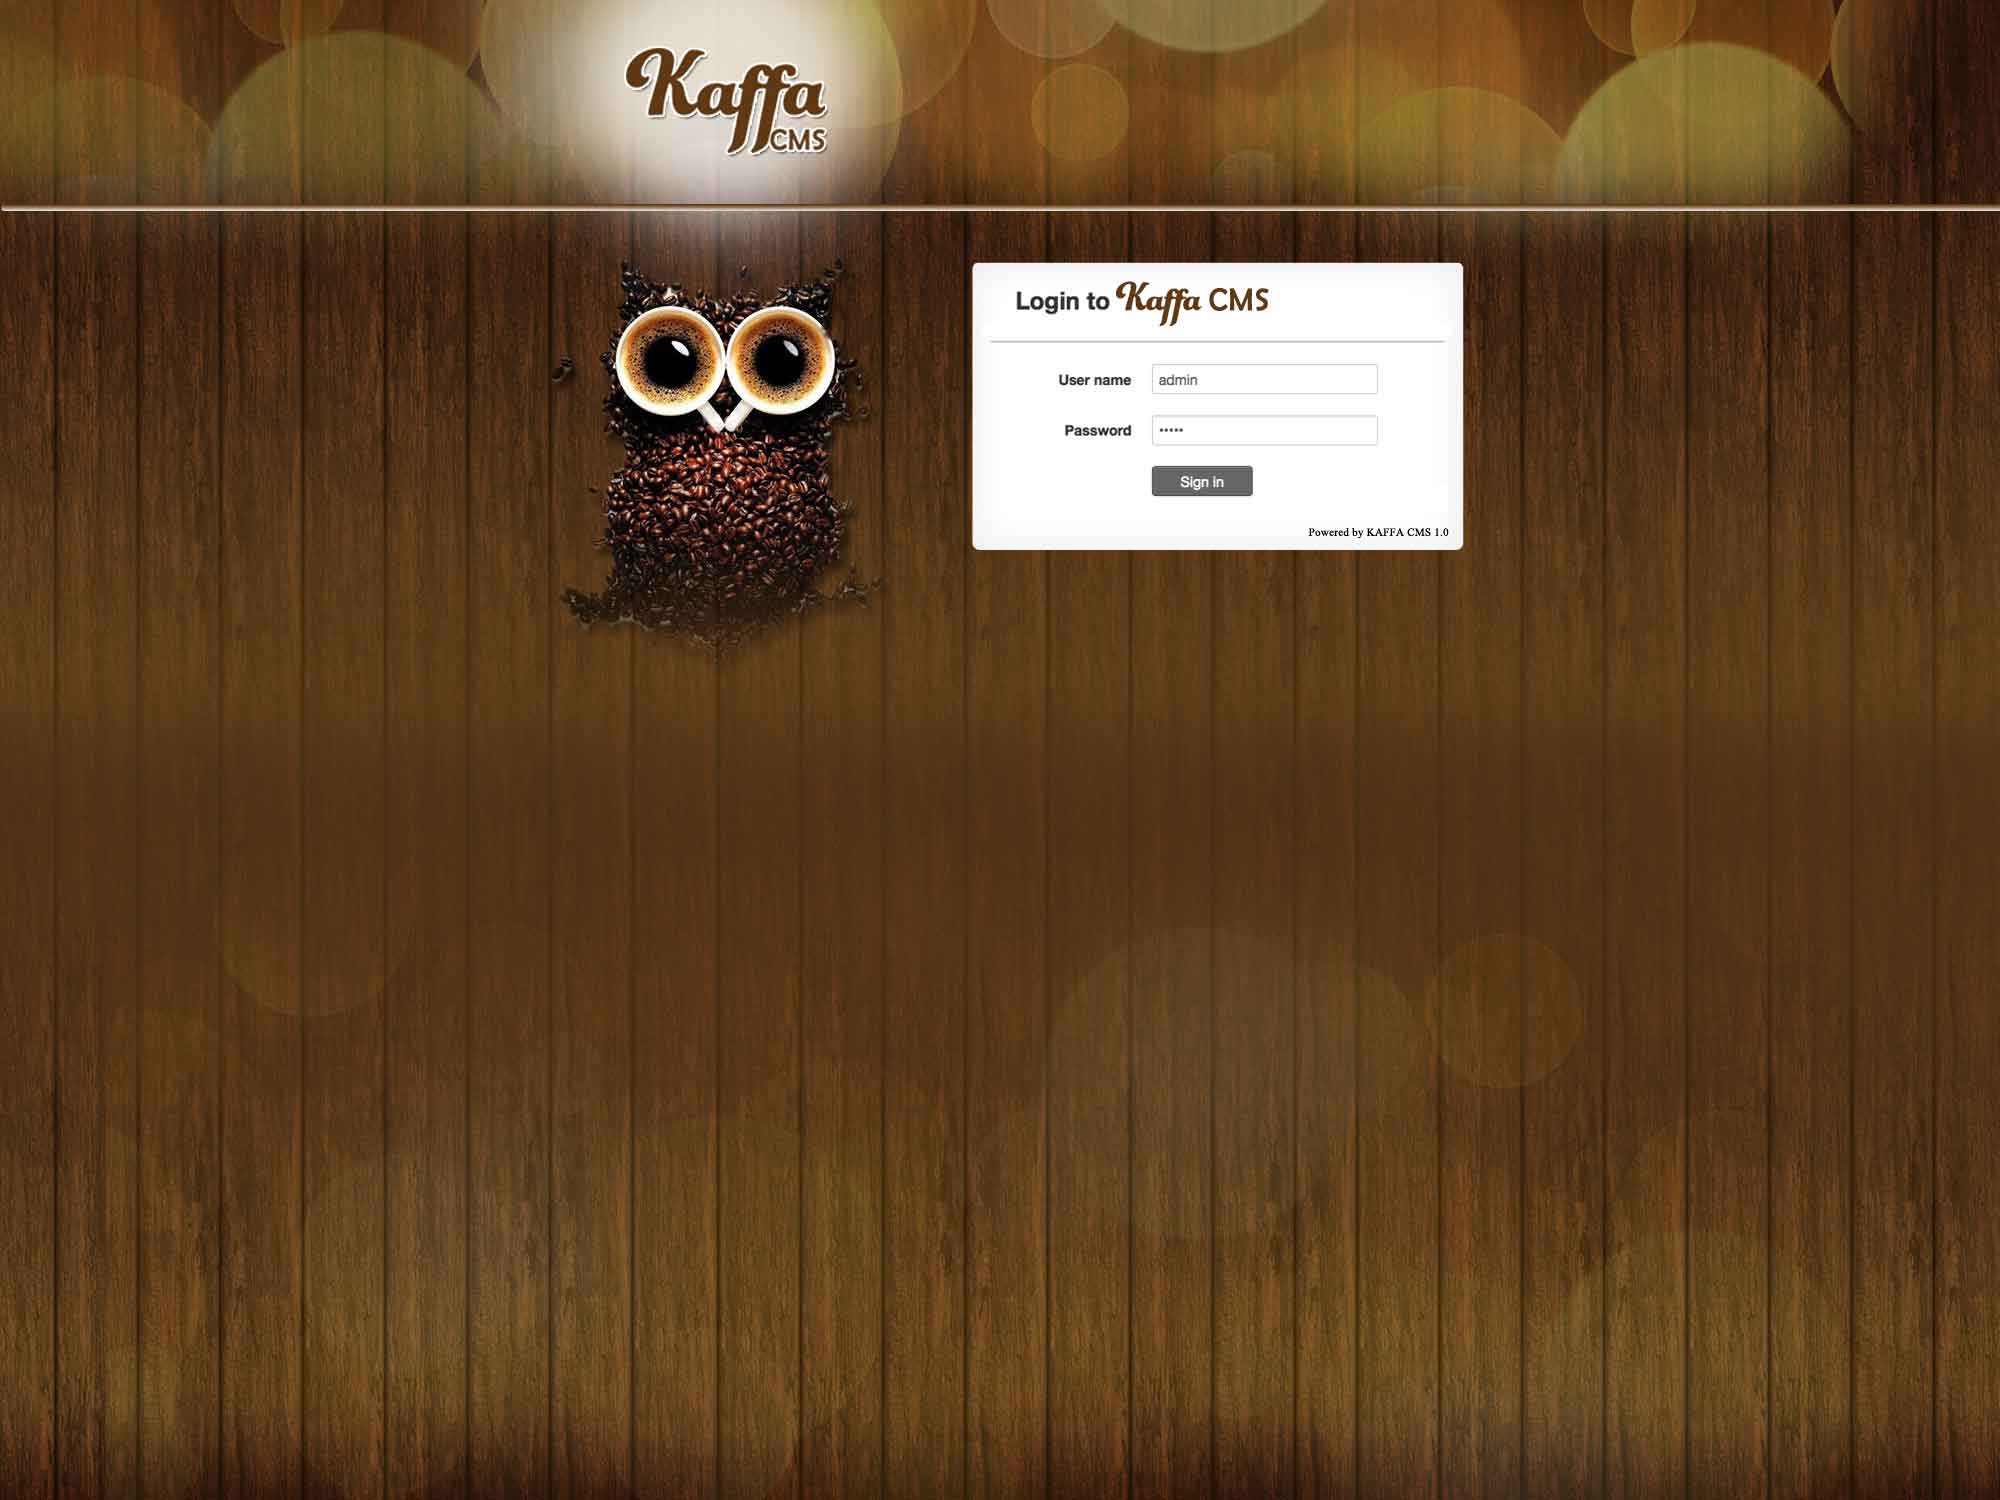 Kaffa
CMS
Login to Kaffa CMS
User name admin
Password •••••
Sign in
Powered by KAFFA CMS 1.0